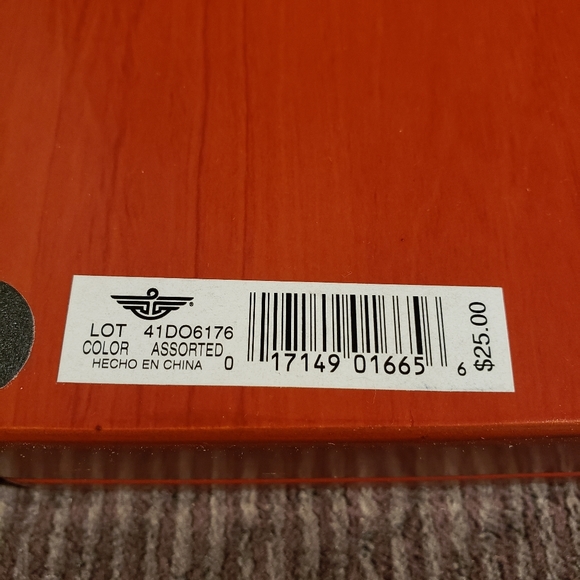 ®
LOT 41DO6176
COLOR ASSORTED
HECHO EN CHINA
0 17149 01665 6
$25.00